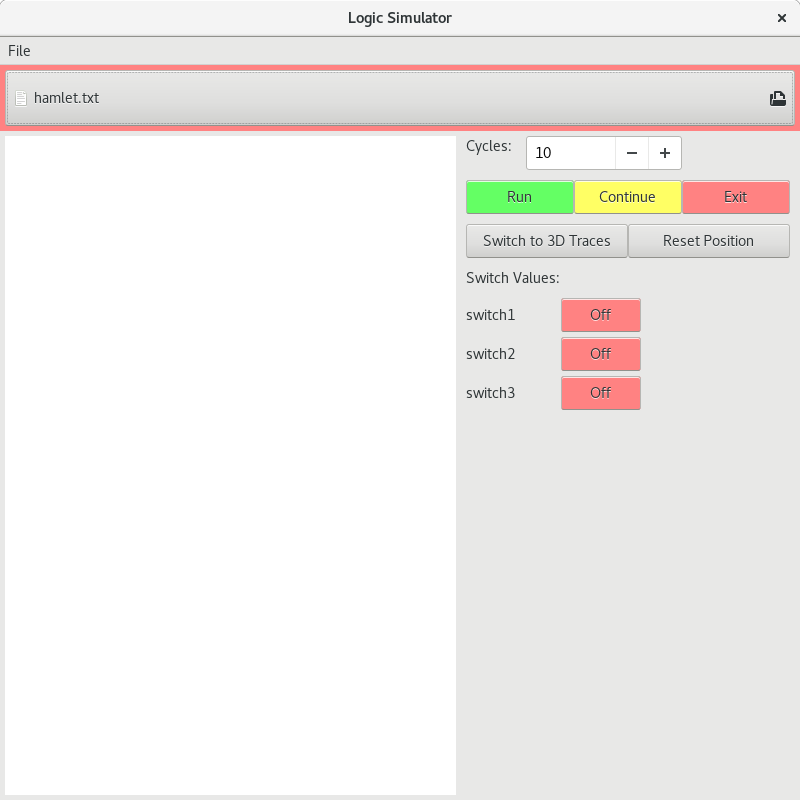 Logic Simulator
File
hamlet.txt
Cycles: 10
Run Continue Exit
Switch to 3D Traces Reset Position
Switch Values:
switch1 Off
switch2 Off
switch3 Off